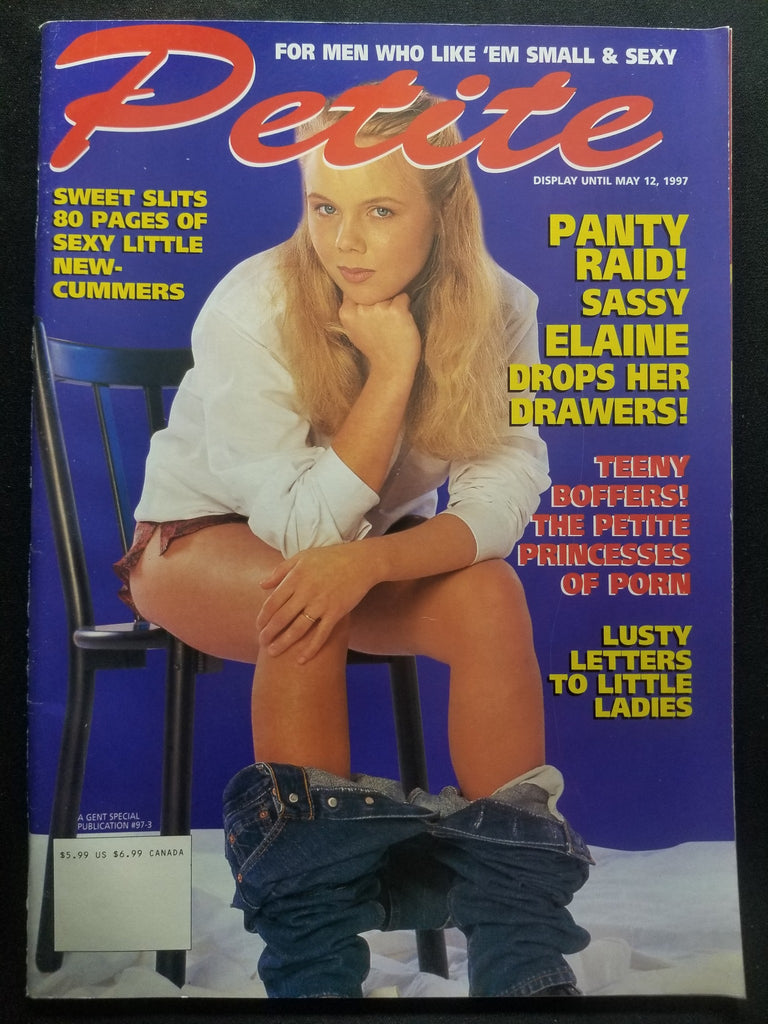 FOR MEN WHO LIKE 'EM SMALL & SEXY
Petite
DISPLAY UNTIL MAY 12, 1997
SWEET SLITS
80 PAGES OF
SEXY LITTLE
NEW-
CUMMERS
PANTY
RAID!
SASSY
ELAINE
DROPS HER
DRAWERS!
TEENY
BOFFERS!
THE PETITE
PRINCESSES
OF PORN
LUSTY
LETTERS
TO LITTLE
LADIES
A GENT SPECIAL
PUBLICATION #97-3
$5.99 US $6.99 CANADA